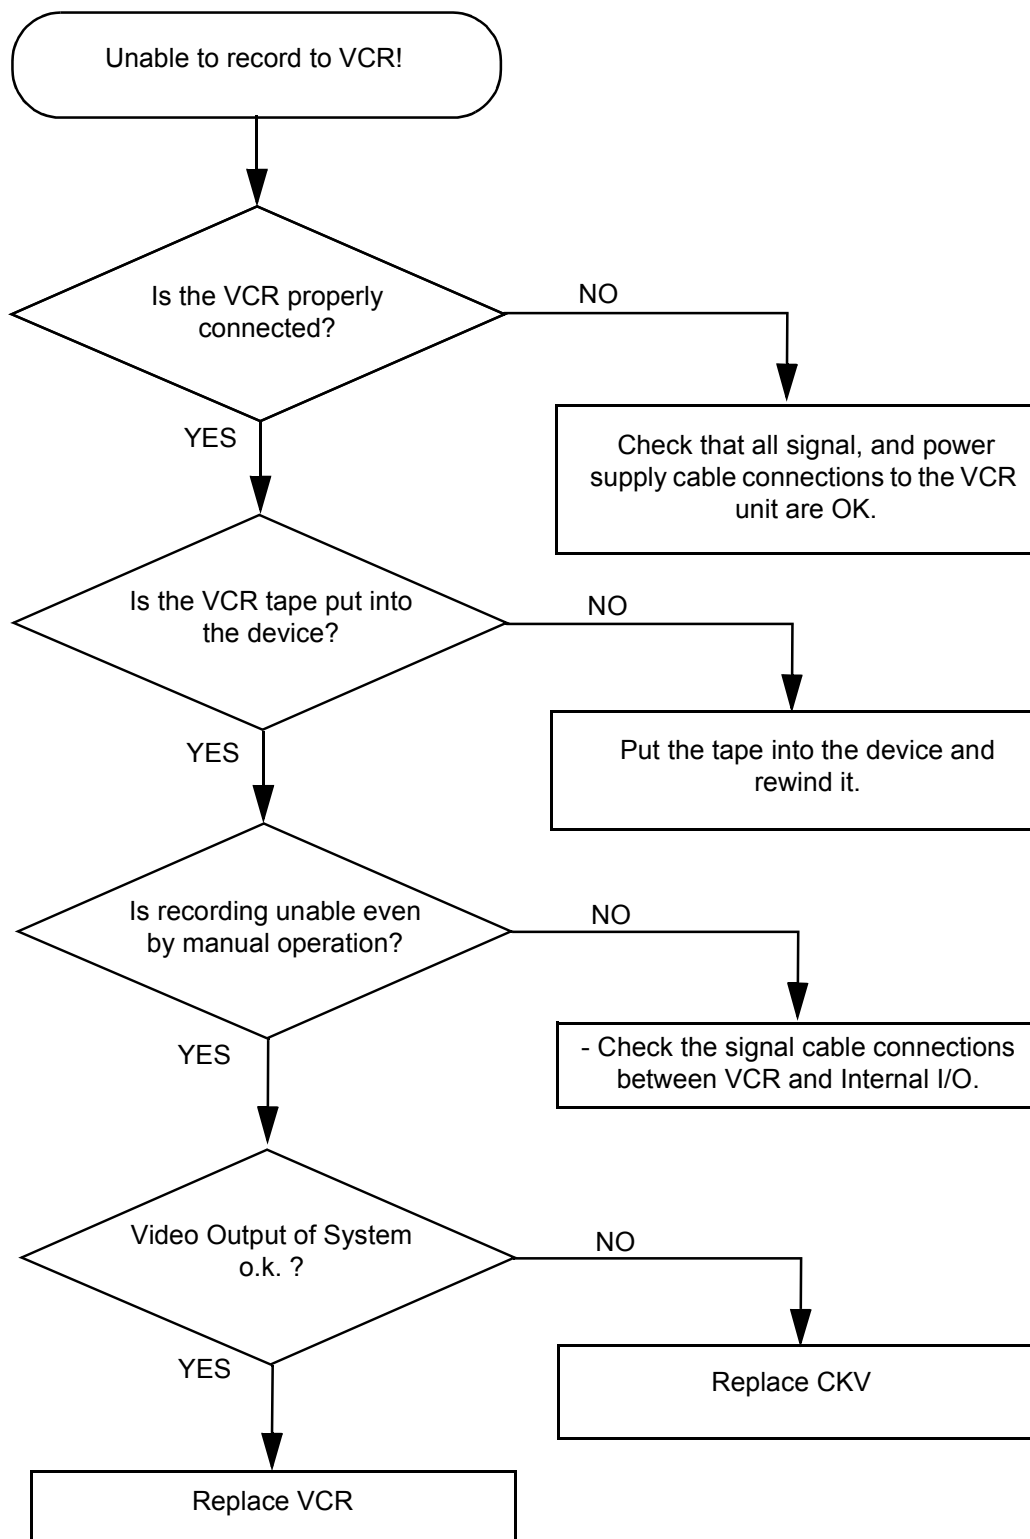 Unable to record to VCR!
Is the VCR properly
connected?
NO
YES
Check that all signal, and power
supply cable connections to the VCR
unit are OK.
Is the VCR tape put into
the device?
NO
YES
Put the tape into the device and
rewind it.
Is recording unable even
by manual operation?
NO
YES
- Check the signal cable connections
between VCR and Internal I/O.
Video Output of System
o.k. ?
NO
YES
Replace CKV
Replace VCR